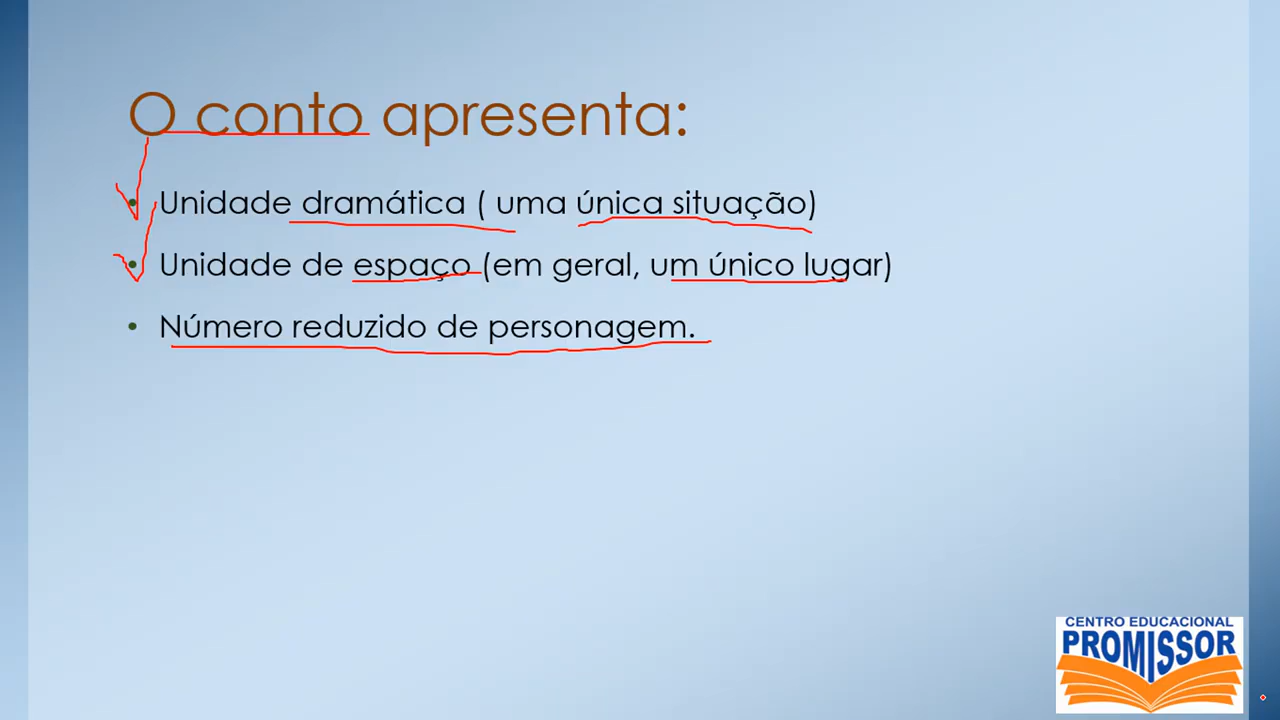 O conto apresenta:
• Unidade dramática ( uma única situação)
• Unidade de espaço (em geral, um único lugar)
• Número reduzido de personagem.
CENTRO EDUCACIONAL
PROMISSOR